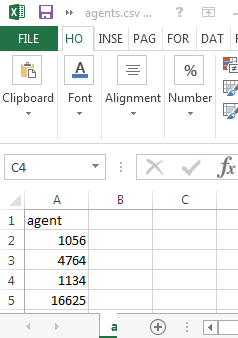 agents.csv ...
FILE HO INSE PAG FOR DAT F
Clipboard Font Alignment Number
C4
A B C
1 agent
2 1056
3 4764
4 1134
5 16625
a